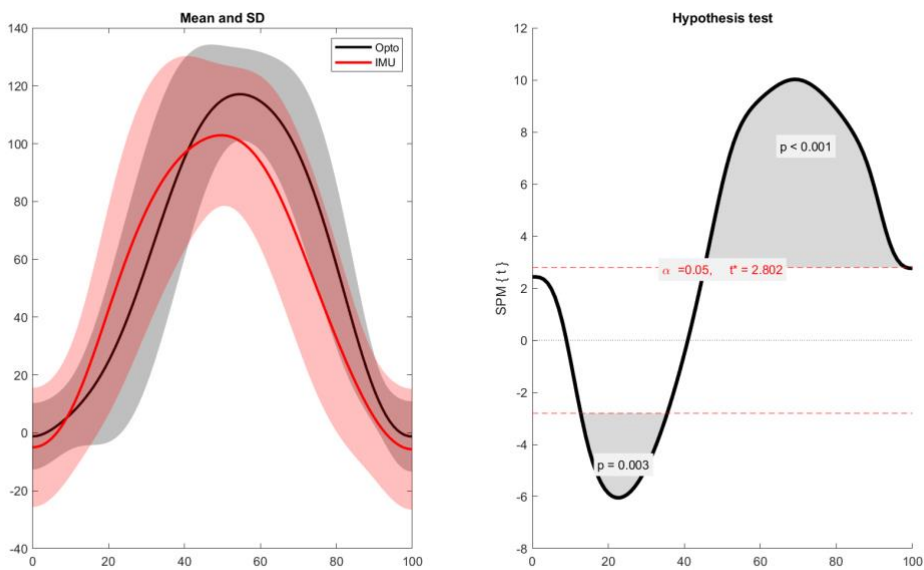 Mean and SD
140
120
100
80
60
40
20
0
-20
-40
0 20 40 60 80 100
Opto
IMU
Hypothesis test
SPM { t }
12
10
8
6
4
2
0
-2
-4
-6
-8
0 20 40 60 80 100
p < 0.001
α =0.05, t* = 2.802
p = 0.003